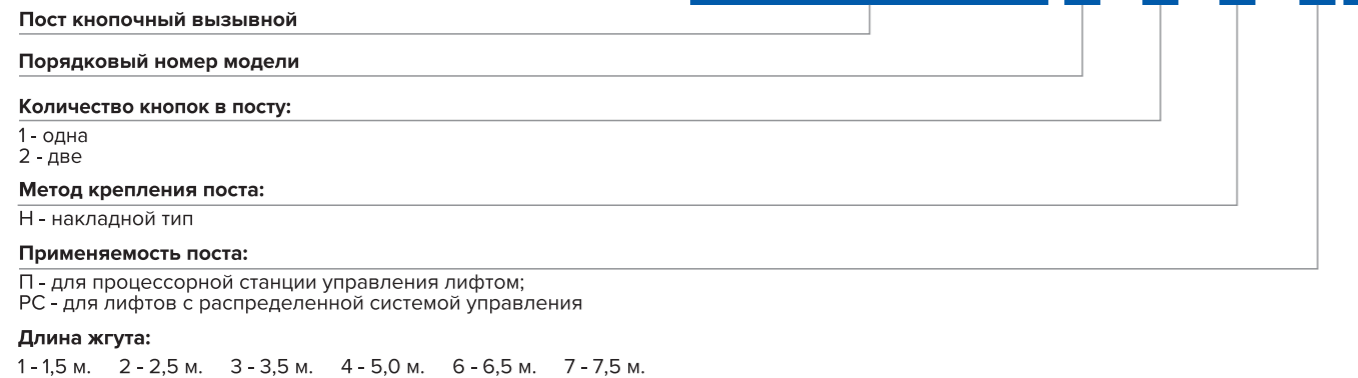 Пост кнопочный вызывной
Порядковый номер модели
Количество кнопок в посту:
1 - одна
2 - две
Метод крепления поста:
Н - накладной тип
Применяемость поста:
П - для процессорной станции управления лифтом;
РС - для лифтов с распределенной системой управления
Длина жгута:
1 - 1,5 м. 2 - 2,5 м. 3 - 3,5 м. 4 - 5,0 м. 6 - 6,5 м. 7 - 7,5 м.